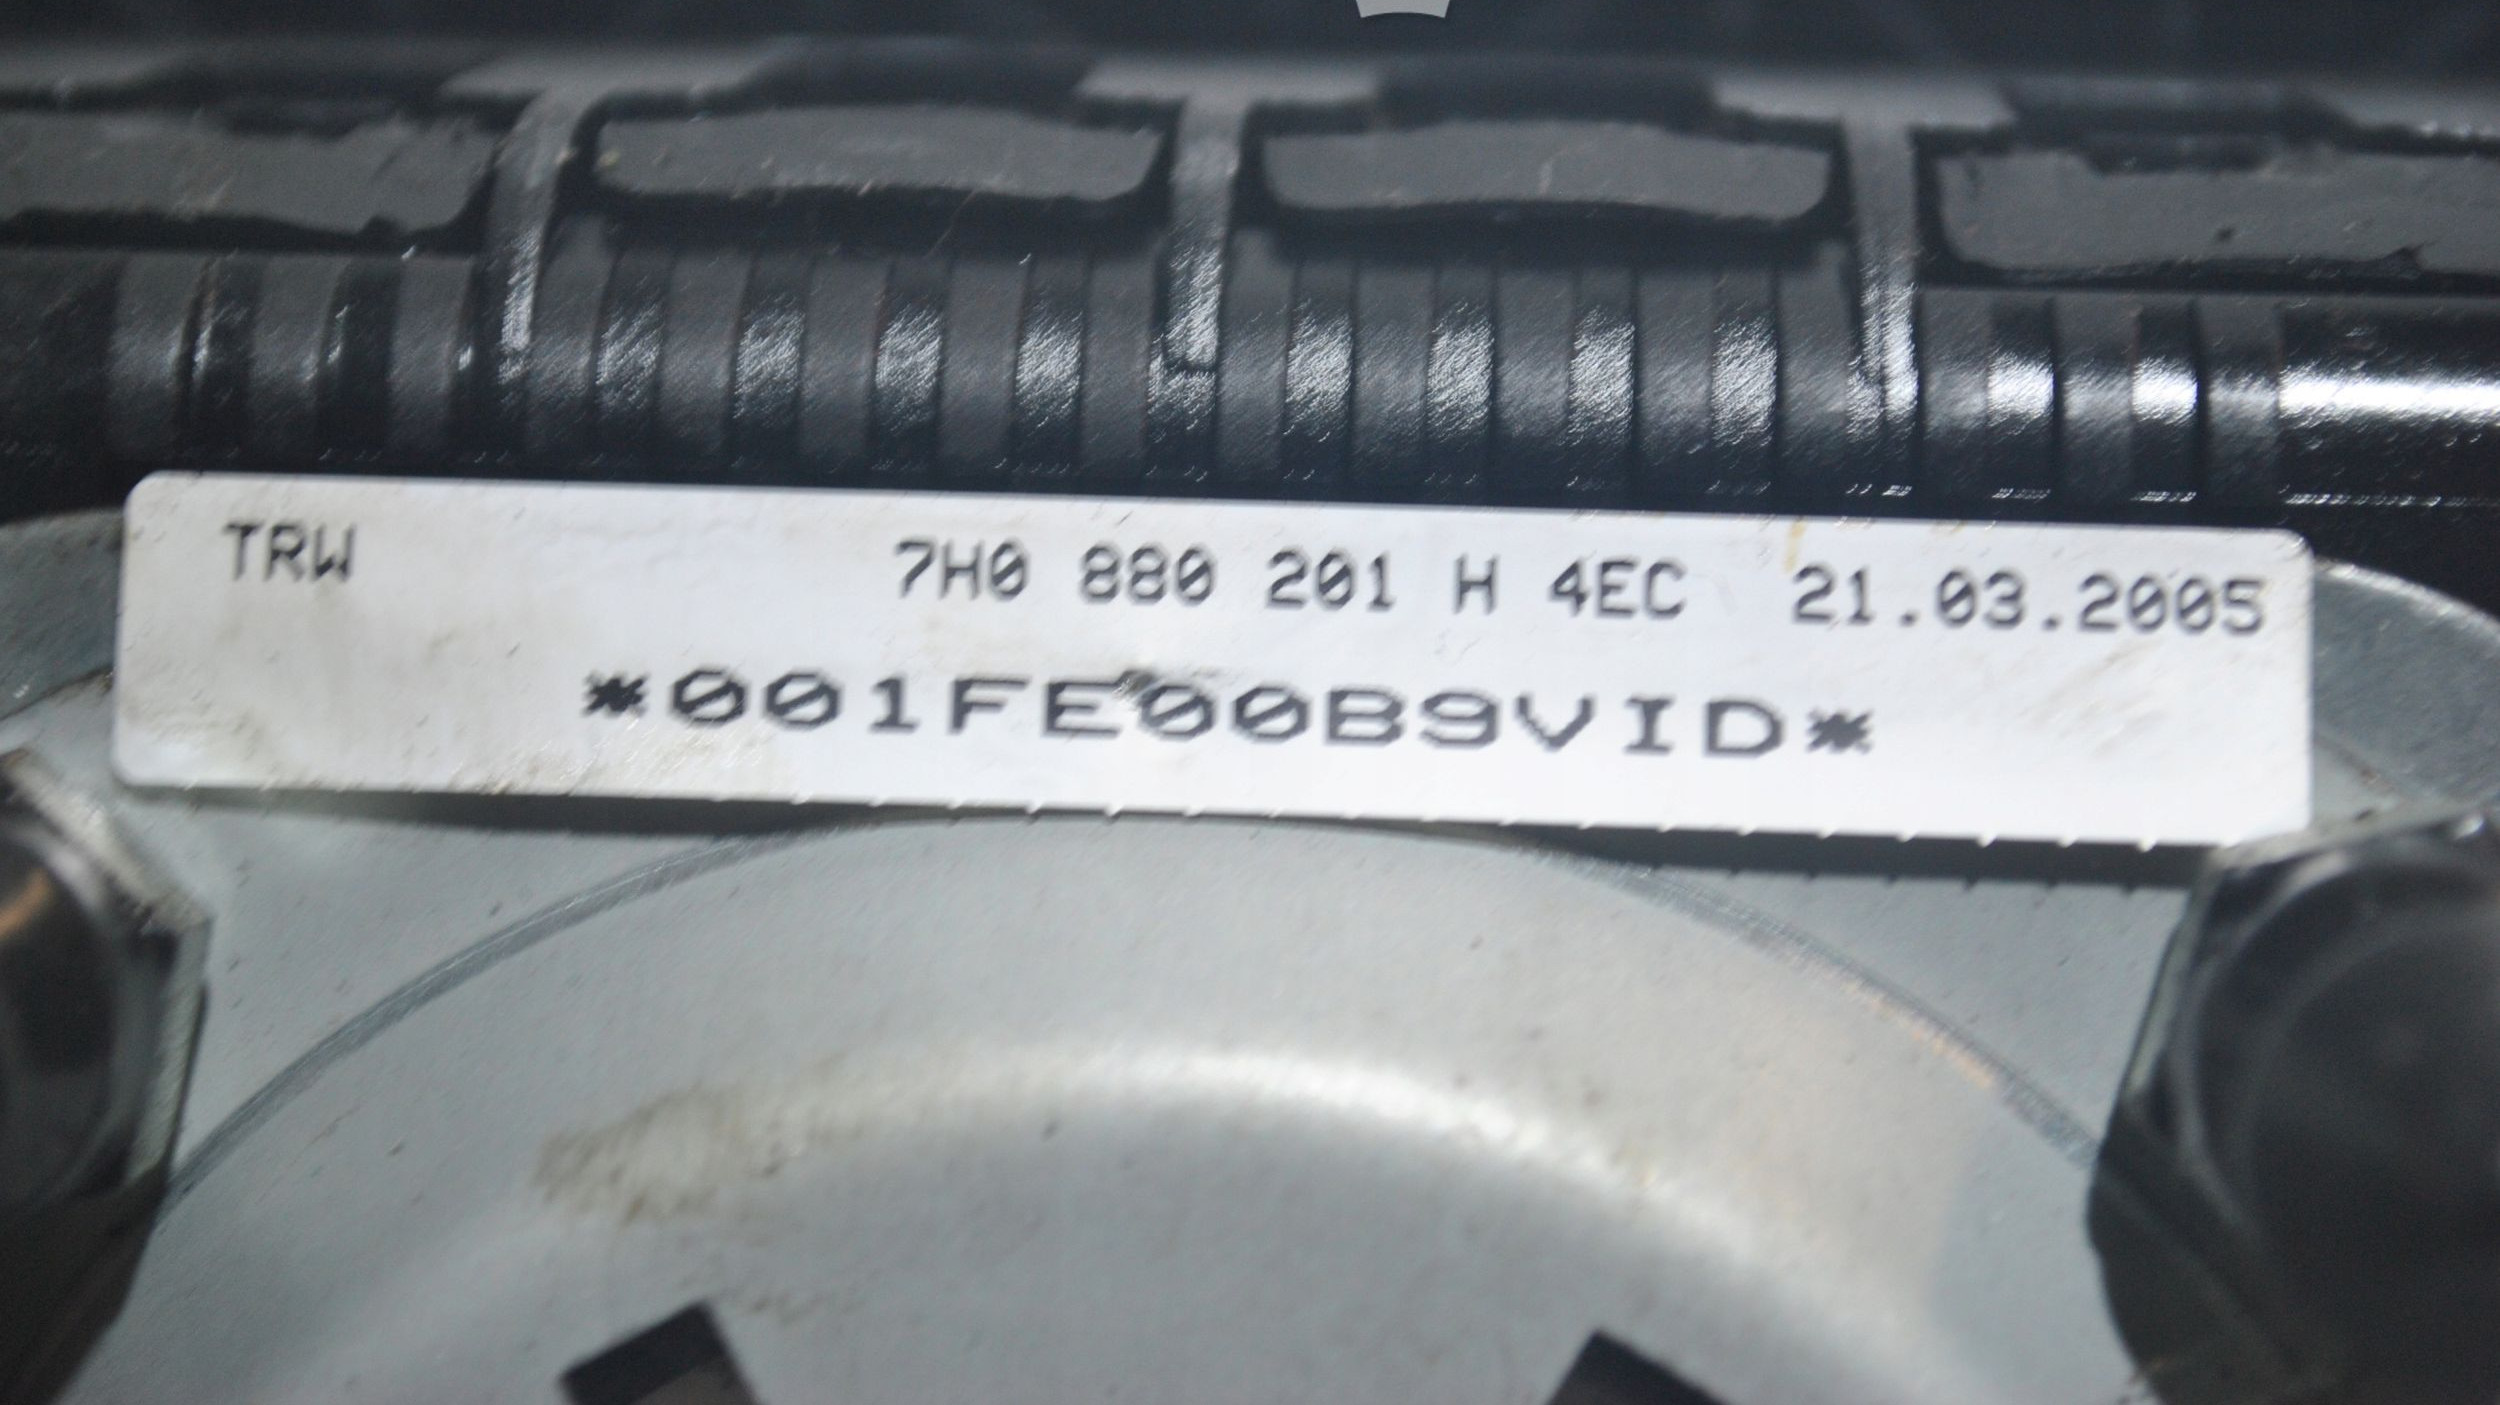 TRW 7H0 880 201 H 4EC 21.03.2005
*001FE00B9VID*